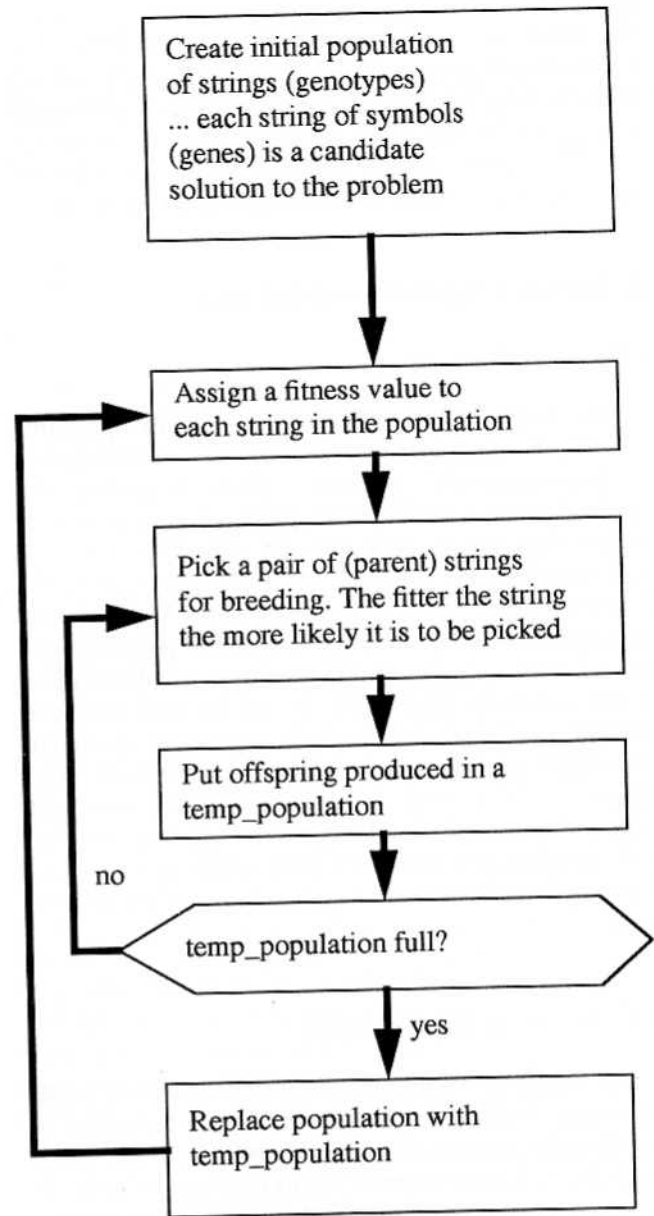 Create initial population
of strings (genotypes)
... each string of symbols
(genes) is a candidate
solution to the problem
Assign a fitness value to
each string in the population
Pick a pair of (parent) strings
for breeding. The fitter the string
the more likely it is to be picked
Put offspring produced in a
temp_population
no
temp_population full?
yes
Replace population with
temp_population